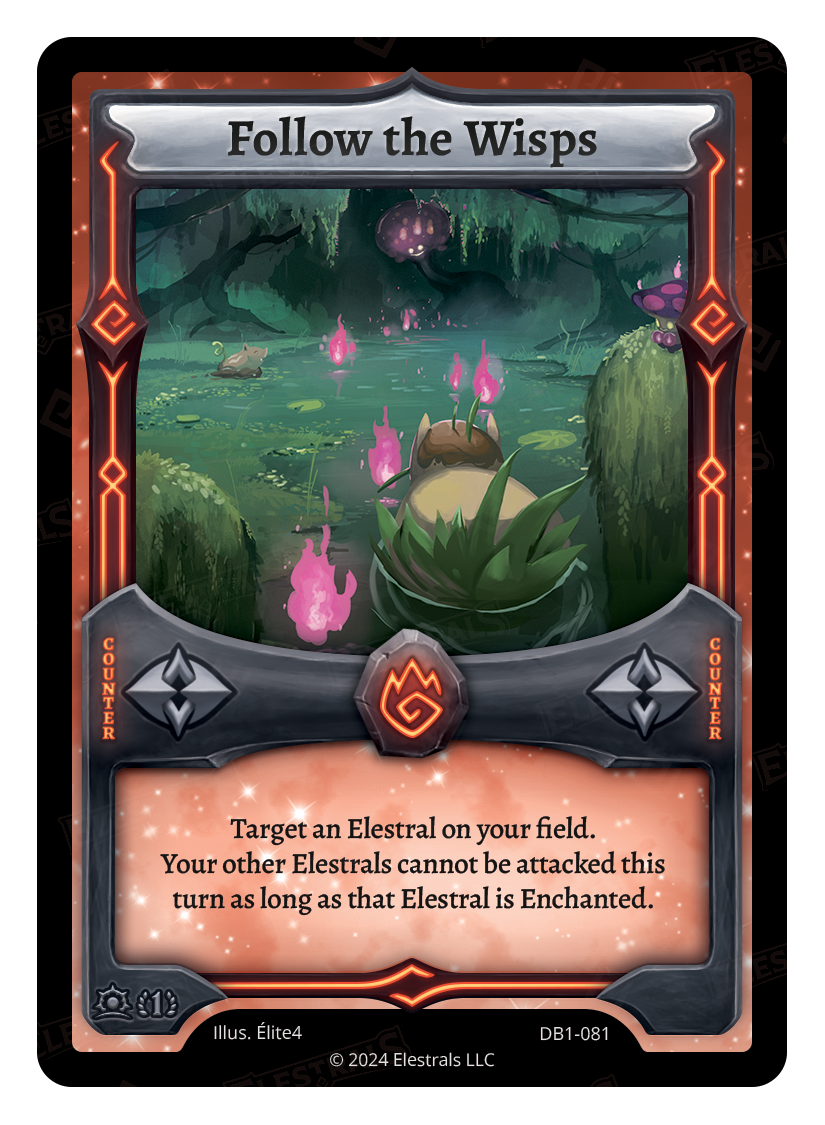 Follow the Wisps
COUNTER
COUNTER
Target an Elestral on your field.
Your other Elestrals cannot be attacked this
turn as long as that Elestral is Enchanted.
1
Illus. Élite4
DB1-081
© 2024 Elestrals LLC